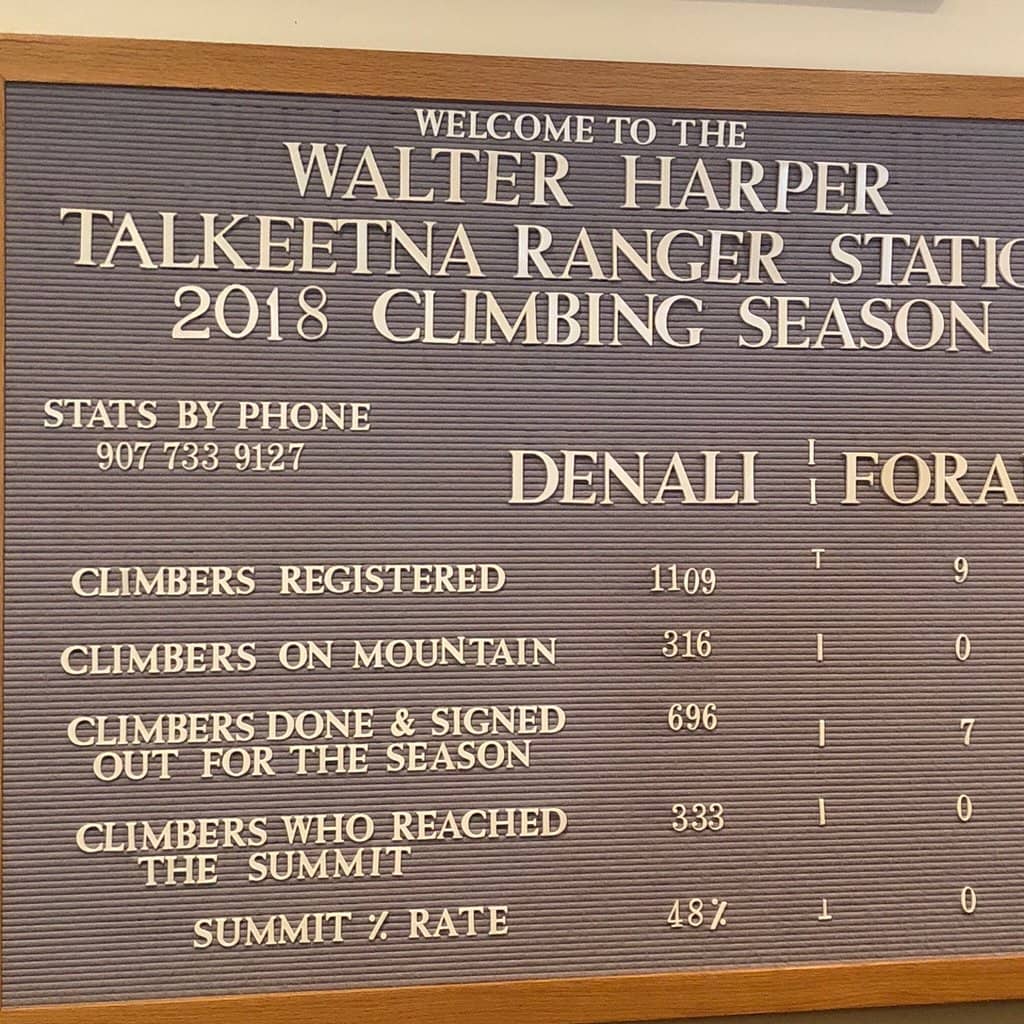 WELCOME TO THE
WALTER HARPER
TALKEETNA RANGER STATIO
2018 CLIMBING SEASON
STATS BY PHONE
907 733 9127
DENALI FORA
CLIMBERS REGISTERED 1109 9
CLIMBERS ON MOUNTAIN 316 0
CLIMBERS DONE & SIGNED 696 7
OUT FOR THE SEASON
CLIMBERS WHO REACHED 333 0
THE SUMMIT
SUMMIT % RATE 48% 0